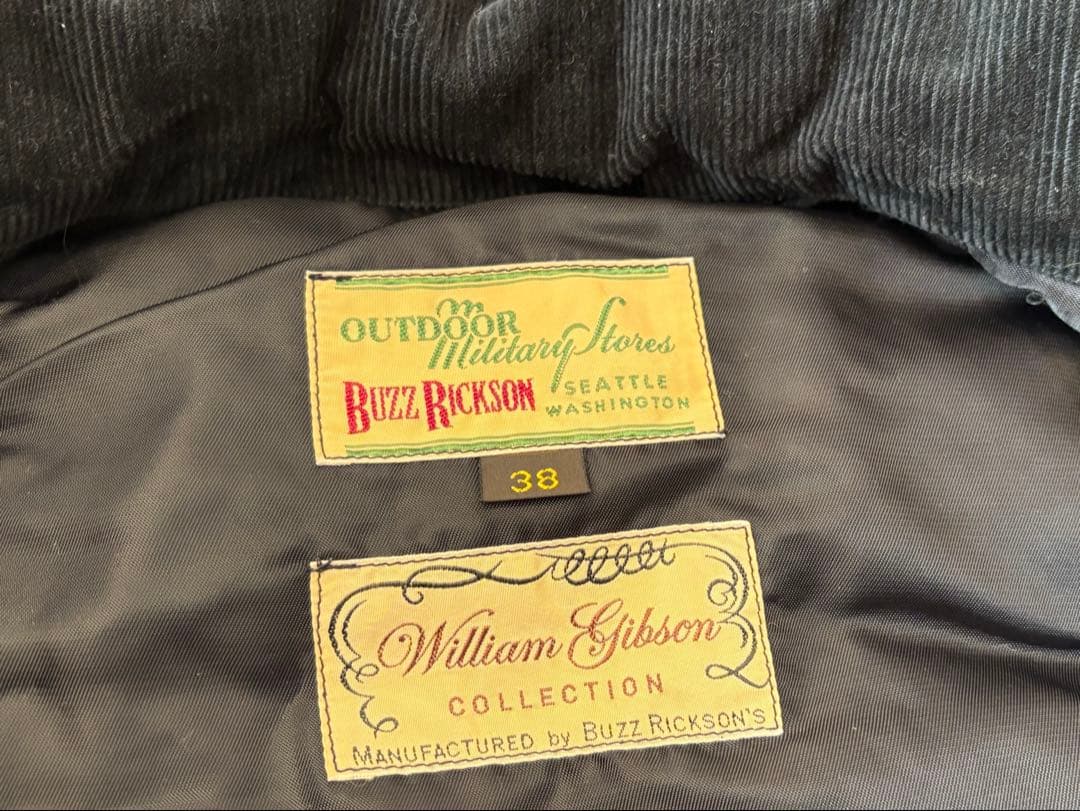 OUTDOOR
Military Stores
BUZZ RICKSON SEATTLE
WASHINGTON
38
William Gibson
COLLECTION
MANUFACTURED by BUZZ RICKSON'S